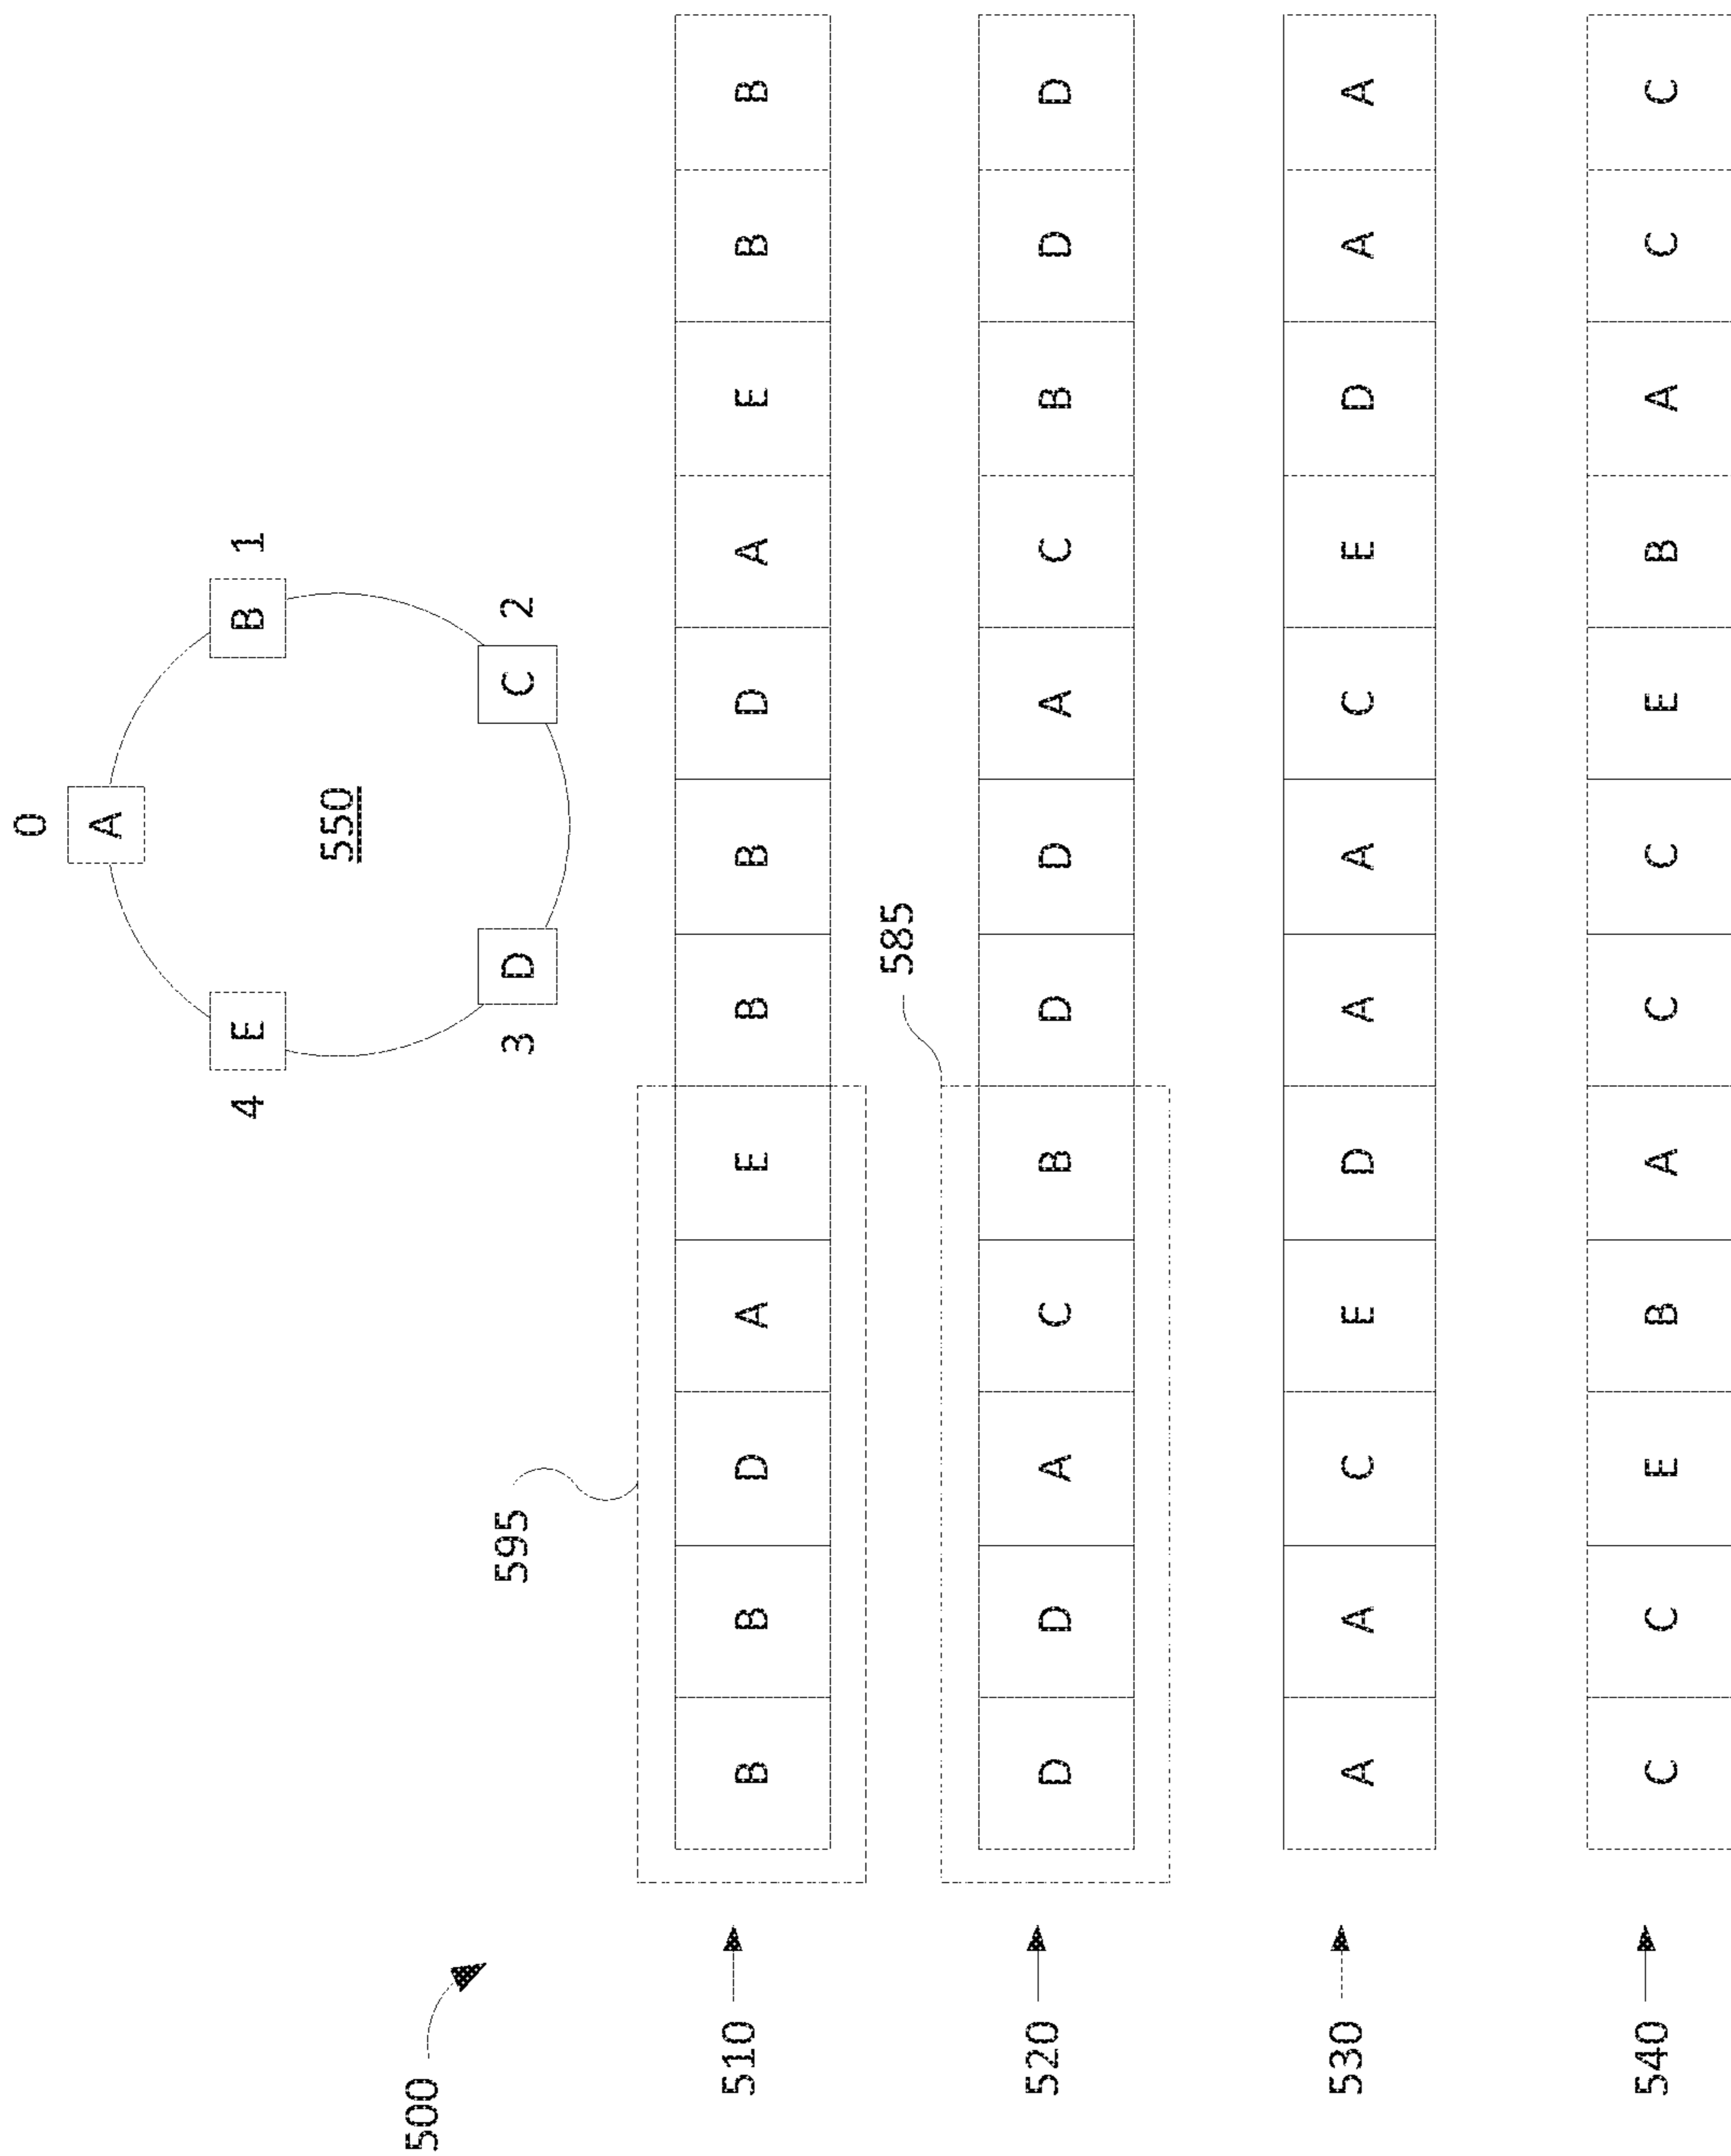 0
A
4 E B 1
550
500
595 3 D C 2
510 B B D A E B B D A E B B
585
520 D D A C B D D A C B D D
530 A A C E D A A C E D A A
540 C C E B A C C E B A C C